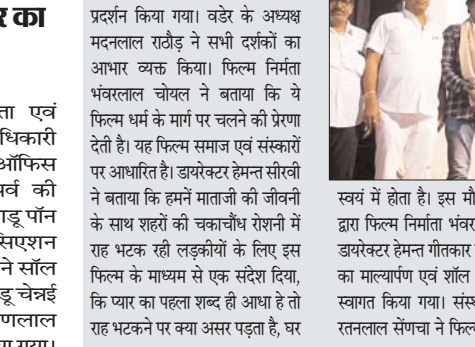 र का
ता एवं
धिकारी
ऑफिस
पर्व की
नाडू पॉन
सिएशन
ने सॉल
डू चेन्नई
णलाल
प्रदर्शन किया गया। वडेर के अध्यक्ष
मदनलाल राठौड़ ने सभी दर्शकों का
आभार व्यक्त किया। फिल्म निर्मता
भंवरलाल चोयल ने बताया कि ये
फिल्म धर्म के मार्ग पर चलने की प्रेरणा
देती है। यह फिल्म समाज एवं संस्कारों
पर आधारित है। डायरेक्टर हेमन्त सीरवी
ने बताया कि हमनें माताजी की जीवनी
के साथ शहरों की चकाचौंध रोशनी में
राह भटक रही लड़कीयों के लिए इस
फिल्म के माध्यम से एक संदेश दिया,
कि प्यार का पहला शब्द ही आधा हे तो
राह भटकने पर क्या असर पड़ता है, घर
स्वयं में होता है। इस मौ
द्वारा फिल्म निर्माता भंवर
डायरेक्टर हेमन्त गीतकार
का माल्यार्पण एवं शॉल
स्वागत किया गया। संस्
रतनलाल सेंणचा ने फिल्